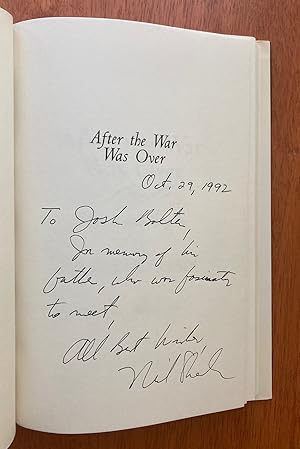 After the War
Was Over
Oct. 29, 1992
To Josh Bolten,
In memory of his
father, who was fascinating
to meet,
All Best Wishes,